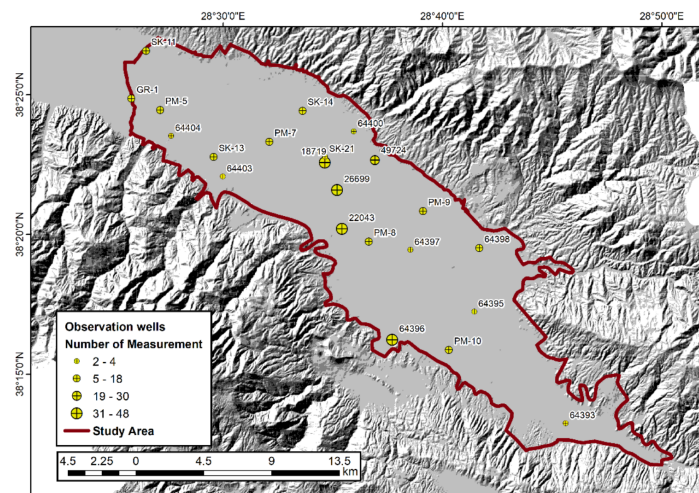 28°30'0"E
28°40'0"E
28°50'0"E
38°25'0"N
38°20'0"N
38°15'0"N
SK-11
GR-1
PM-5
SK-14
64404
64400
PM-7
SK-13
18719
SK-21
49724
64403
26699
PM-9
22043
PM-8
64397
64398
64395
64396
PM-10
64393
Observation wells
Number of Measurement
2 - 4
5 - 18
19 - 30
31 - 48
Study Area
4.5 2.25 0 4.5 9 13.5
km